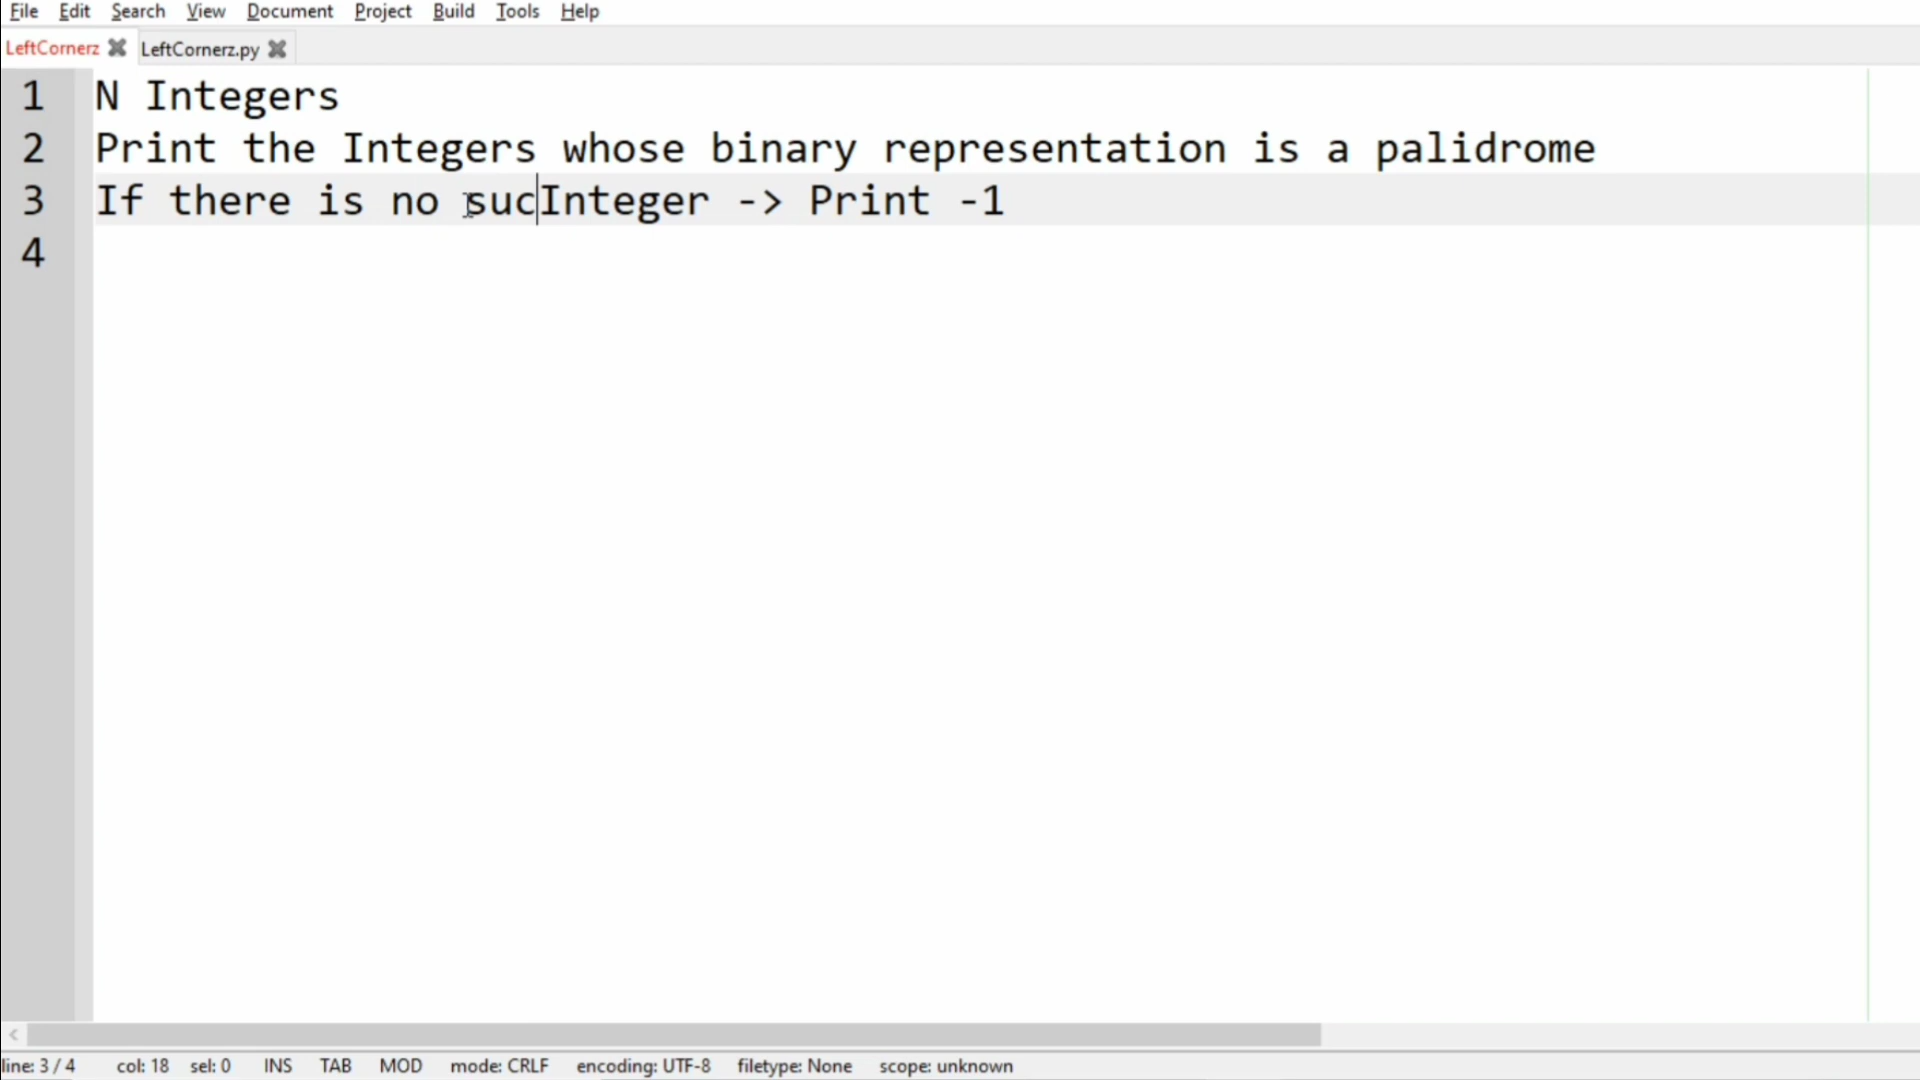 File Edit Search View Document Project Build Tools Help
LeftCornerz LeftCornerz.py
1 N Integers
2 Print the Integers whose binary representation is a palidrome
3 If there is no sucInteger -> Print -1
4
line: 3 / 4 col: 18 sel: 0 INS TAB MOD mode: CRLF encoding: UTF-8 filetype: None scope: unknown